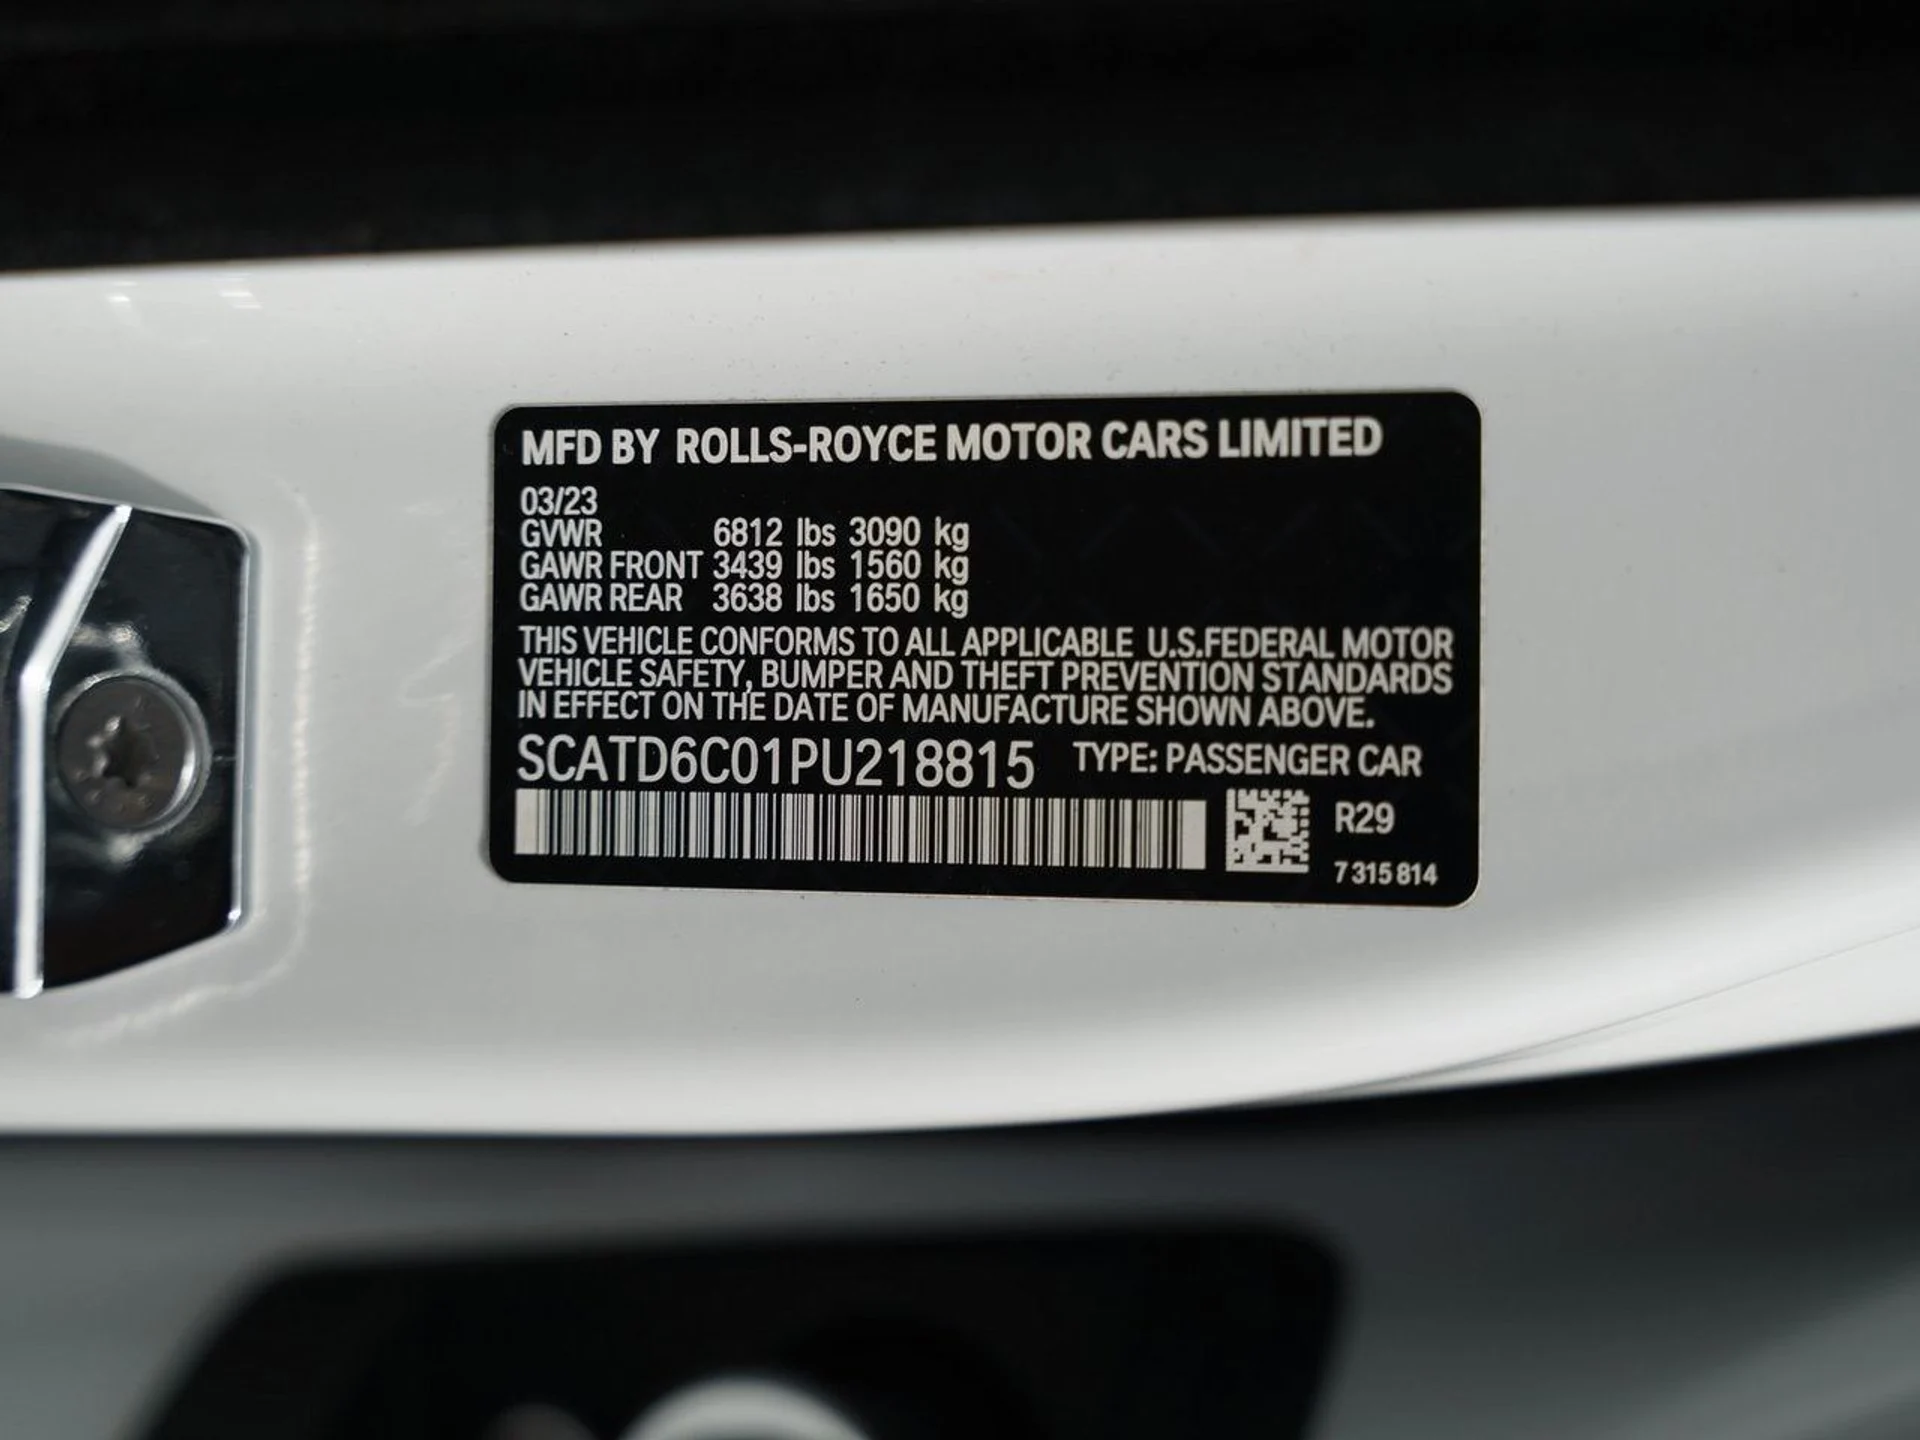 MFD BY ROLLS-ROYCE MOTOR CARS LIMITED
03/23
GVWR 6812 lbs 3090 kg
GAWR FRONT 3439 lbs 1560 kg
GAWR REAR 3638 lbs 1650 kg
THIS VEHICLE CONFORMS TO ALL APPLICABLE U.S.FEDERAL MOTOR
VEHICLE SAFETY, BUMPER AND THEFT PREVENTION STANDARDS
IN EFFECT ON THE DATE OF MANUFACTURE SHOWN ABOVE.
SCATD6C01PU218815 TYPE: PASSENGER CAR
R29
7 315 814